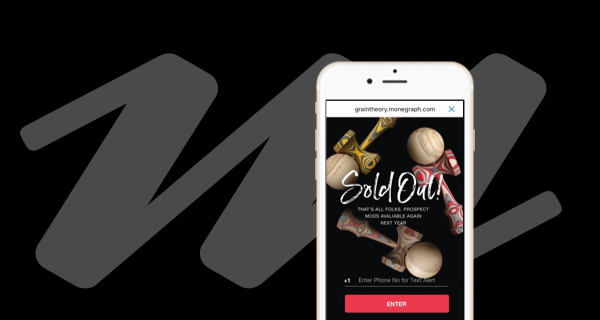 graintheory.monegraph.com
Sold Out!
THAT'S ALL FOLKS. PROSPECT
MODS AVALIABLE AGAIN
NEXT YEAR
+1 Enter Phone No for Text Alert
ENTER